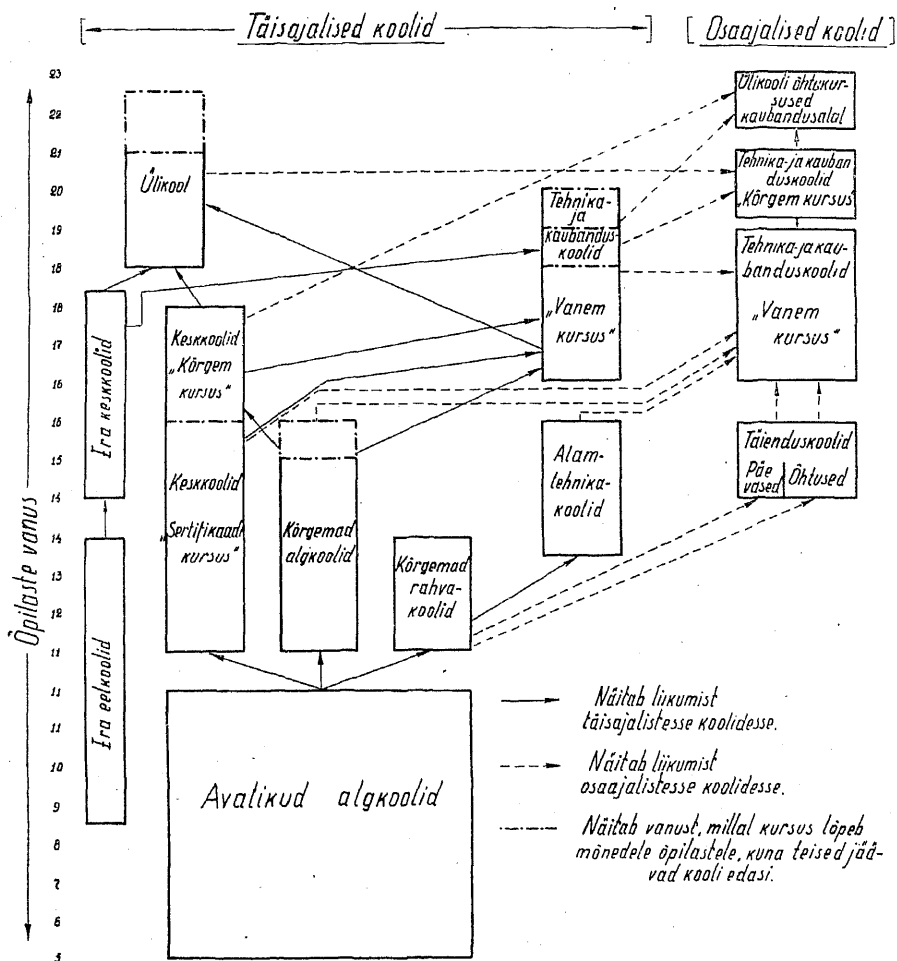 Täisajalised koolid
Osaajalised koolid
Õpilaste vanus
23
22
21
20
19
18
18
17
16
16
15
14
14
13
12
11
11
11
10
9
8
7
6
5
Ülikool
Era keskkoolid
Era eelkoolid
Keskkoolid
„Kõrgem
kursus"
Keskkoolid
„Sertifikaadi
kursus"
Kõrgemad
algkoolid
Kõrgemad
rahva-
koolid
Avalikud algkoolid
Tehnika-
ja
kaubandus-
koolid
„Vanem
kursus"
Alam-
tehnika-
koolid
Ülikooli õhtukur-
sused
kaubandusalal
Tehnika-ja kauban
duskoolid
„Kõrgem kursus"
Tehnika-ja kau-
banduskoolid
„Vanem
kursus"
Täienduskoolid
Päe
vased
Õhtused
Näitab liikumist
täisajalistesse koolidesse.
Näitab liikumist
osaajalistesse koolidesse.
Näitab vanust, millal kursus lõpeb
mõnedele õpilastele, kuna teised jää-
vad kooli edasi.